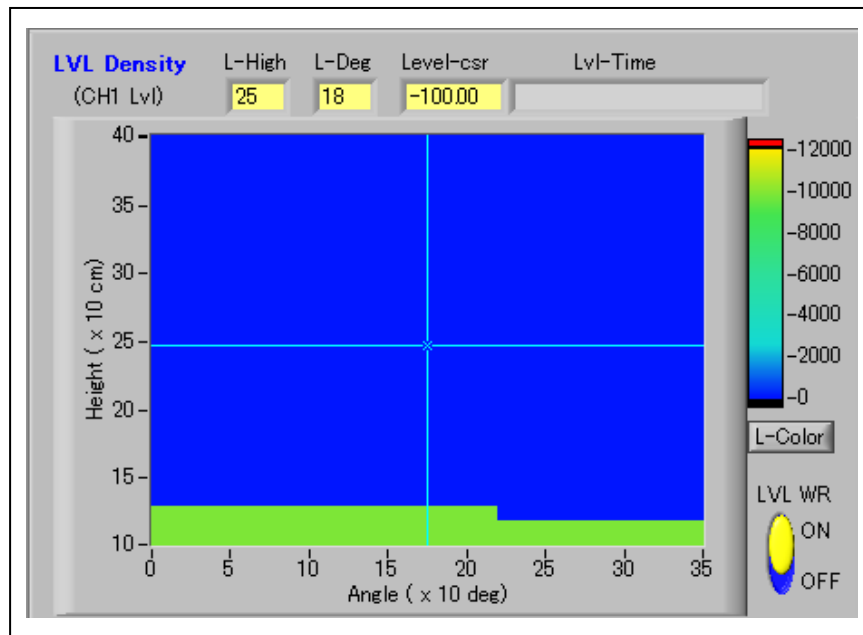 LVL Density L-High L-Deg Level-csr Lvl-Time
(CH1 Lvl) 25 18 -100.00
40
35
30
25
20
15
10
Height ( x 10 cm)
0 5 10 15 20 25 30 35
Angle ( x 10 deg)
12000
10000
8000
6000
4000
2000
0
L-Color
LVL WR
ON
OFF